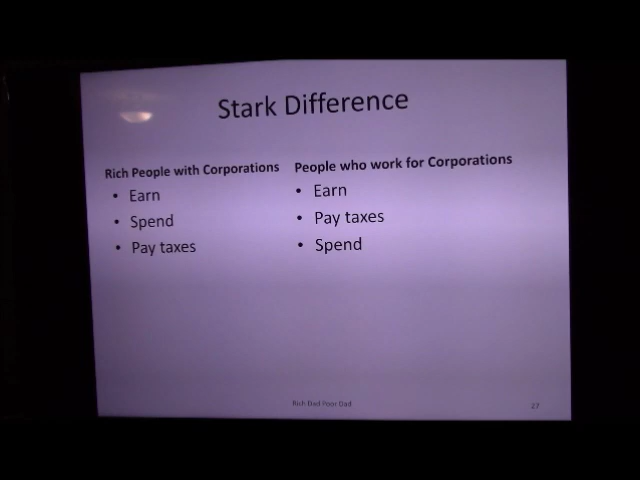 Stark Difference
Rich People with Corporations
• Earn
• Spend
• Pay taxes
People who work for Corporations
• Earn
• Pay taxes
• Spend
Rich Dad Poor Dad
27